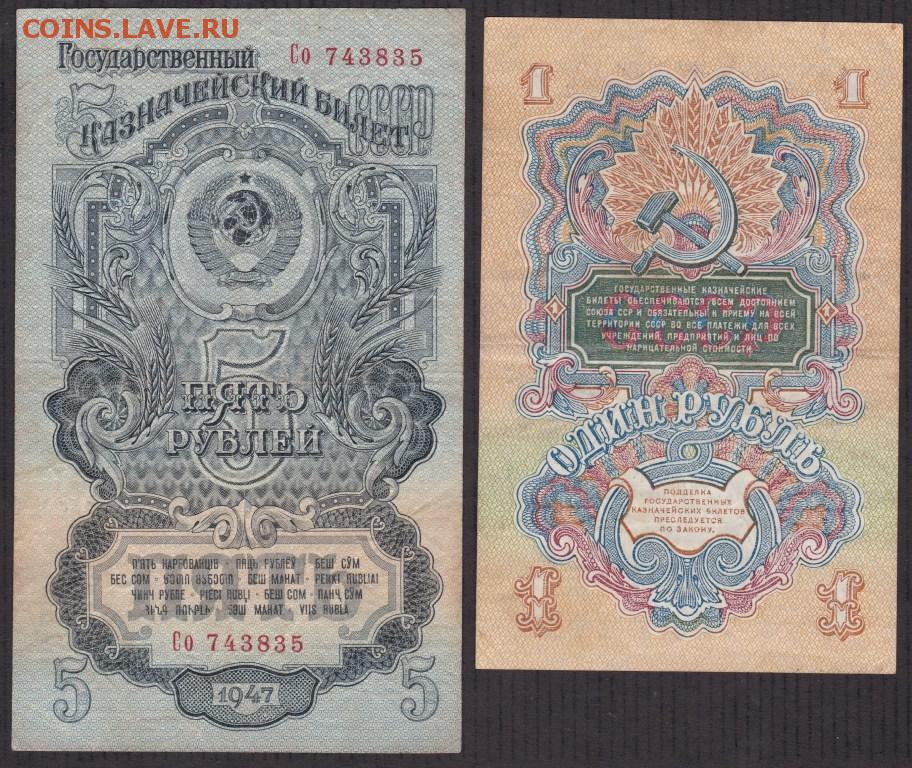 COINS.LAVE.RU
Государственный
Со 743835
5
СССР
КАЗНАЧЕЙСКИЙ БИЛЕТ
5
ПЯТЬ
РУБЛЕЙ
П'ЯТЬ КАРБОВАНЦІВ ПЯЦЬ РУБЛЁЎ БЕШ СЎМ
БЕС СОМ - ᲮᲣᲗᲘ ᲛᲐᲜᲔᲗᲘ - БЕШ МАНАТ - PENKI RUBLIAI
ЧИНЧ РУБЛЕ - PIECI RUBĻI - БЕШ СОМ - ПАНҶ СЎМ
ՀԻՆԳ ՌՈՒԲԼԻ - БӘШ МАНАТ - VIIS RUBLA
Со 743835
5
1947
5
1
1
ГОСУДАРСТВЕННЫЕ КАЗНАЧЕЙСКИЕ
БИЛЕТЫ ОБЕСПЕЧИВАЮТСЯ ВСЕМ ДОСТОЯНИЕМ
СОЮЗА ССР И ОБЯЗАТЕЛЬНЫ К ПРИЕМУ НА ВСЕЙ
ТЕРРИТОРИИ СССР ВО ВСЕ ПЛАТЕЖИ ДЛЯ ВСЕХ
УЧРЕЖДЕНИЙ, ПРЕДПРИЯТИЙ И ЛИЦ ПО
НАРИЦАТЕЛЬНОЙ СТОИМОСТИ
ОДИН РУБЛЬ
ПОДДЕЛКА
ГОСУДАРСТВЕННЫХ
КАЗНАЧЕЙСКИХ БИЛЕТОВ
ПРЕСЛЕДУЕТСЯ
ПО ЗАКОНУ.
1
1